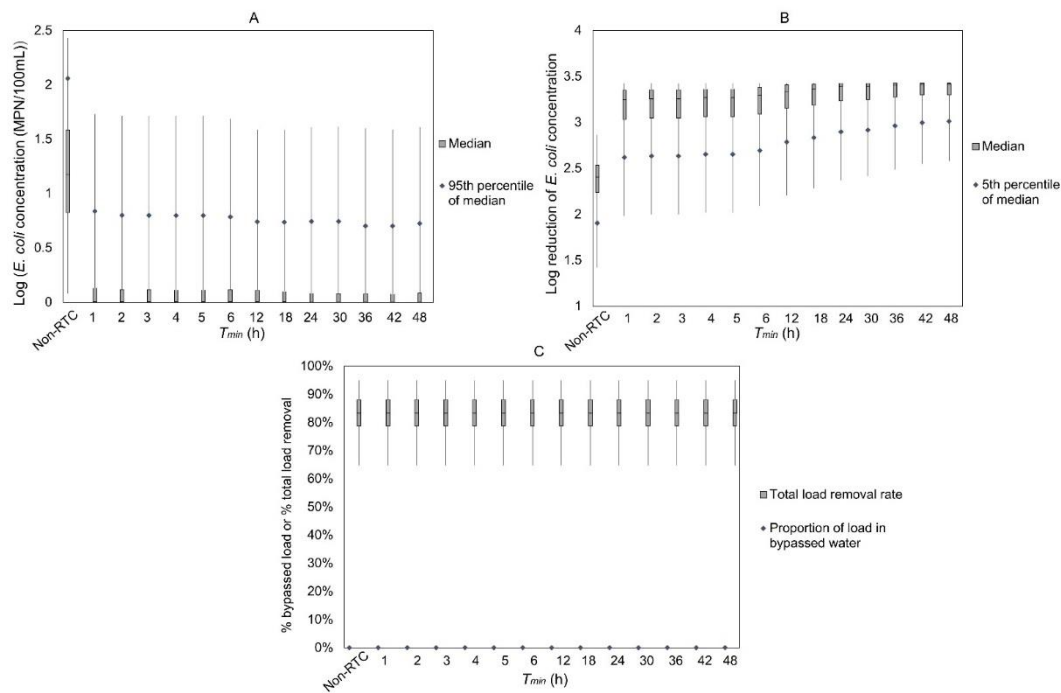 A
Log (E. coli concentration (MPN/100mL))
2.5
2
1.5
1
0.5
0
Non-RTC 1 2 3 4 5 6 12 18 24 30 36 42 48
Tmin (h)
Median
95th percentile
of median
B
Log reduction of E. coli concentration
4
3.5
3
2.5
2
1.5
1
Non-RTC 1 2 3 4 5 6 12 18 24 30 36 42 48
Tmin (h)
Median
5th percentile
of median
C
% bypassed load or % total load removal
100%
90%
80%
70%
60%
50%
40%
30%
20%
10%
0%
Non-RTC 1 2 3 4 5 6 12 18 24 30 36 42 48
Tmin (h)
Total load removal rate
Proportion of load in
bypassed water